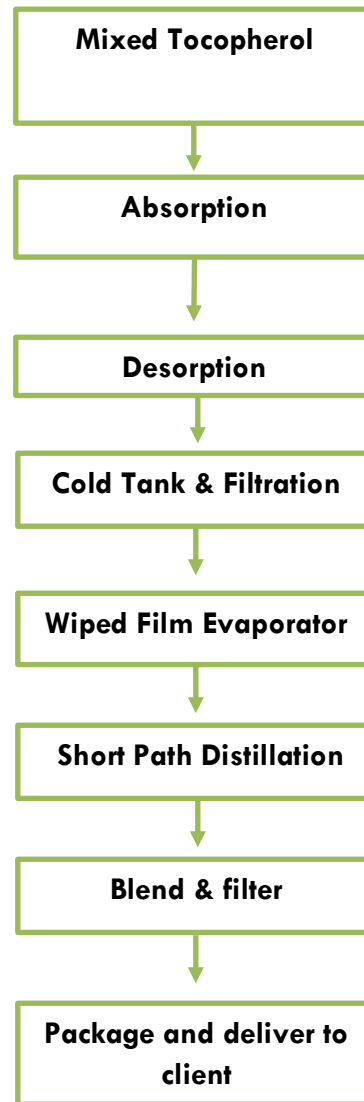 Mixed Tocopherol
Absorption
Desorption
Cold Tank & Filtration
Wiped Film Evaporator
Short Path Distillation
Blend & filter
Package and deliver to
client